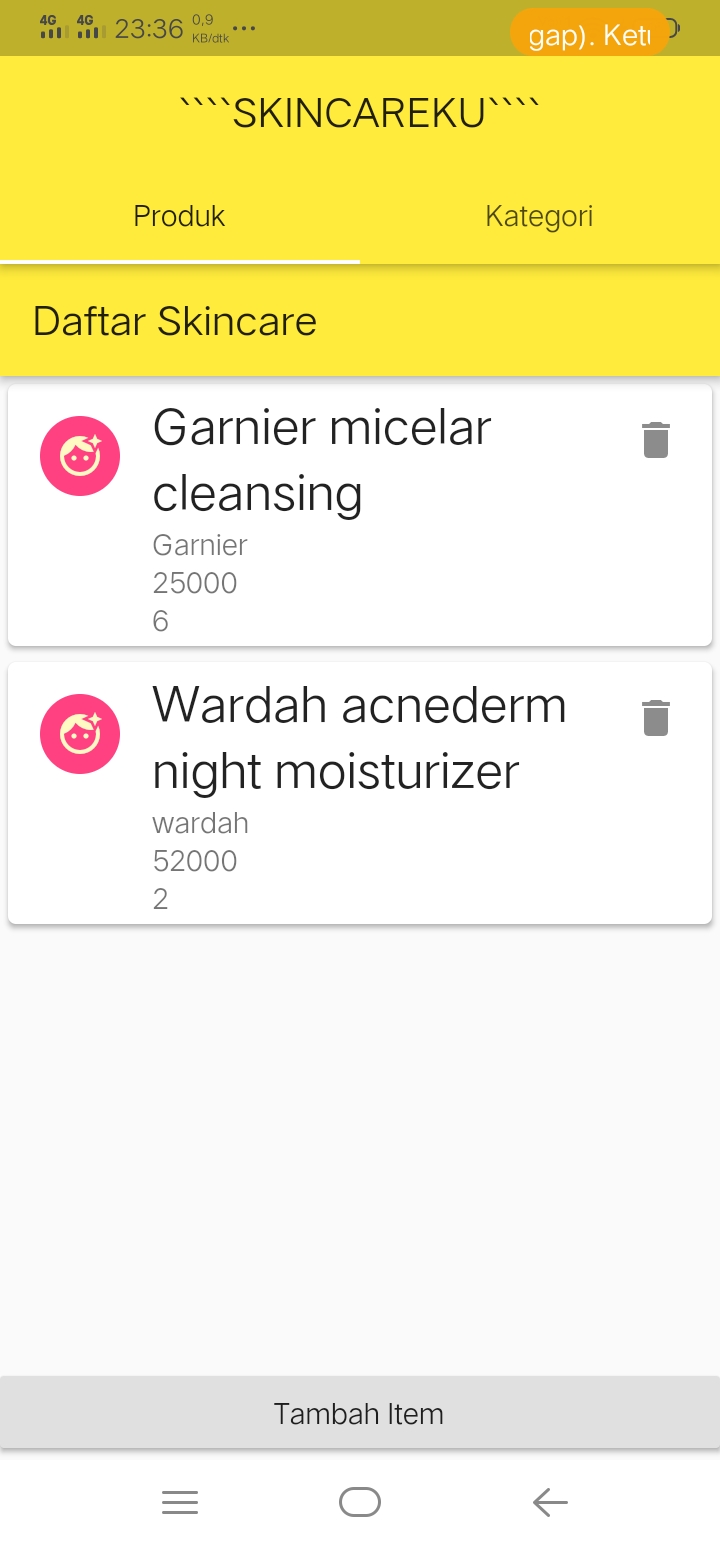 4G 4G 23:36 0,9 KB/dtk ...
gap). Ketu
````SKINCAREKU````
Produk Kategori
Daftar Skincare
Garnier micelar
cleansing
Garnier
25000
6
Wardah acnederm
night moisturizer
wardah
52000
2
Tambah Item